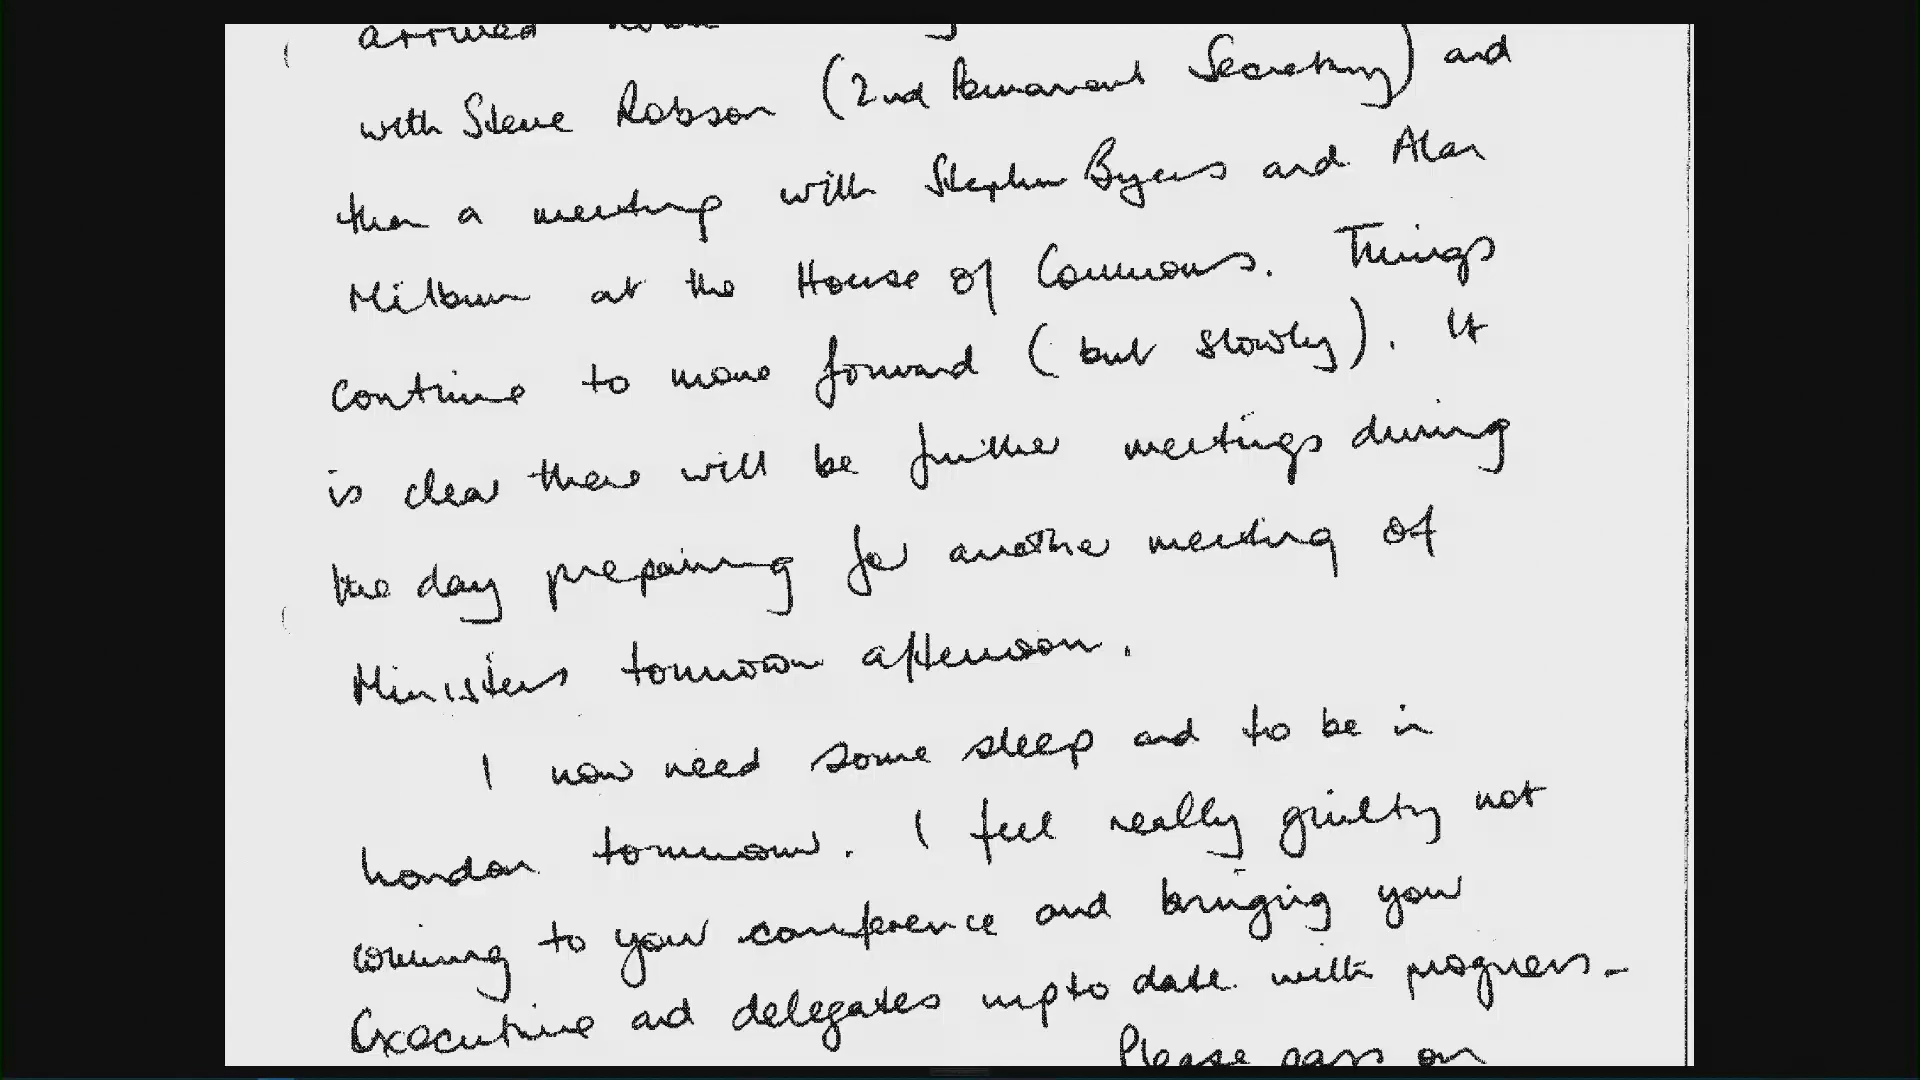 arrived
with Steve Robson (2nd Permanent Secretary) and
then a meeting with Stephen Byers and Alan
Milburn at the House of Commons. Things
continue to move forward (but slowly). It
is clear there will be further meetings during
the day preparing for another meeting of
Ministers tomorrow afternoon.
I now need some sleep and to be in
London tomorrow. I feel really guilty not
coming to your conference and bringing your
Executive and delegates up to date with progress -
Please pass on